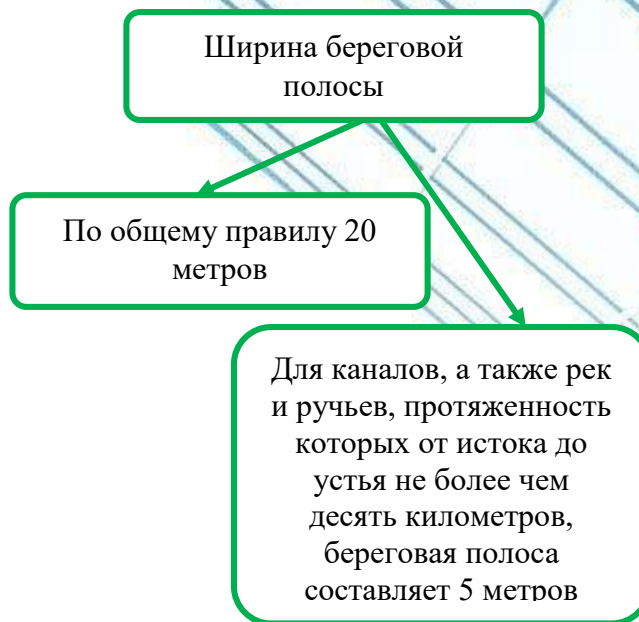 Ширина береговой
полосы
По общему правилу 20
метров
Для каналов, а также рек
и ручьев, протяженность
которых от истока до
устья не более чем
десять километров,
береговая полоса
составляет 5 метров